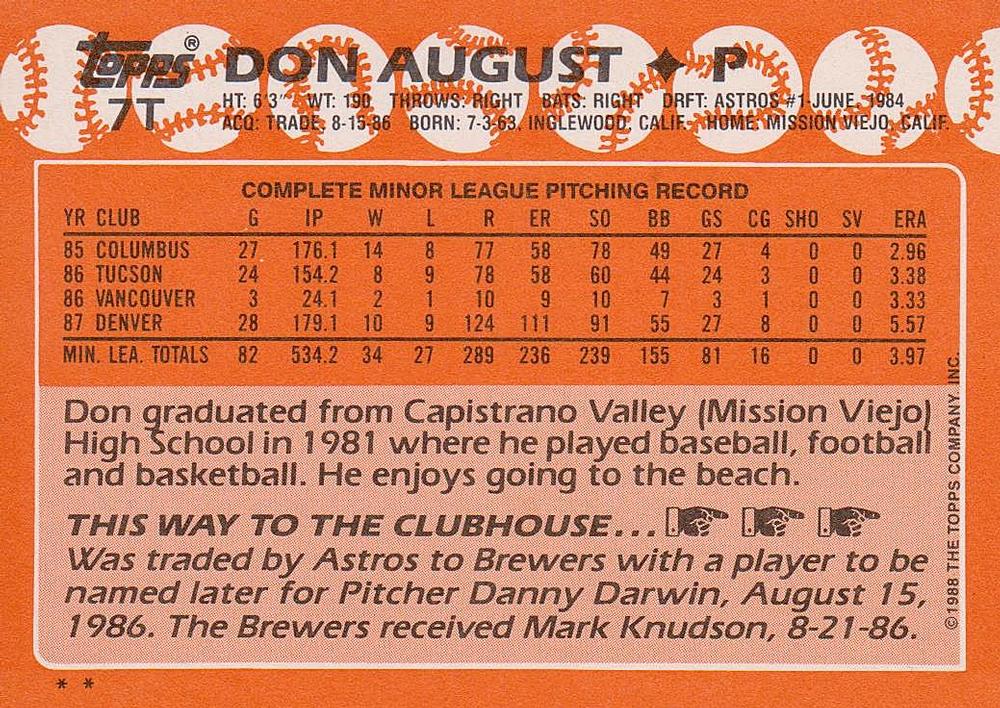 Topps® DON AUGUST ♦ P
7T
HT: 6'3" WT: 190 THROWS: RIGHT BATS: RIGHT DRFT: ASTROS #1-JUNE, 1984
ACQ: TRADE, 8-15-86 BORN: 7-3-63, INGLEWOOD, CALIF. HOME: MISSION VIEJO, CALIF.
COMPLETE MINOR LEAGUE PITCHING RECORD
YR CLUB G IP W L R ER SO BB GS CG SHO SV ERA
85 COLUMBUS 27 176.1 14 8 77 58 78 49 27 4 0 0 2.96
86 TUCSON 24 154.2 8 9 78 58 60 44 24 3 0 0 3.38
86 VANCOUVER 3 24.1 2 1 10 9 10 7 3 1 0 0 3.33
87 DENVER 28 179.1 10 9 124 111 91 55 27 8 0 0 5.57
MIN. LEA. TOTALS 82 534.2 34 27 289 236 239 155 81 16 0 0 3.97
Don graduated from Capistrano Valley (Mission Viejo)
High School in 1981 where he played baseball, football
and basketball. He enjoys going to the beach.
THIS WAY TO THE CLUBHOUSE...
Was traded by Astros to Brewers with a player to be
named later for Pitcher Danny Darwin, August 15,
1986. The Brewers received Mark Knudson, 8-21-86.
©1988 THE TOPPS COMPANY, INC.
* *